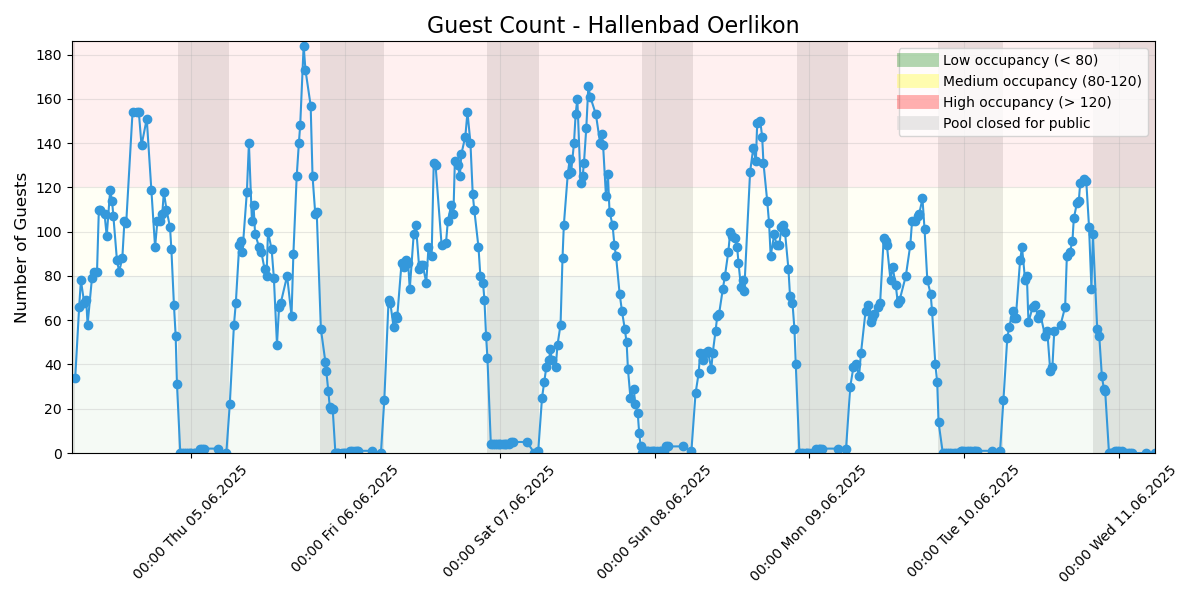 Guest Count - Hallenbad Oerlikon
Number of Guests
180
160
140
120
100
80
60
40
20
0
Low occupancy (< 80)
Medium occupancy (80-120)
High occupancy (> 120)
Pool closed for public
00:00 Thu 05.06.2025
00:00 Fri 06.06.2025
00:00 Sat 07.06.2025
00:00 Sun 08.06.2025
00:00 Mon 09.06.2025
00:00 Tue 10.06.2025
00:00 Wed 11.06.2025